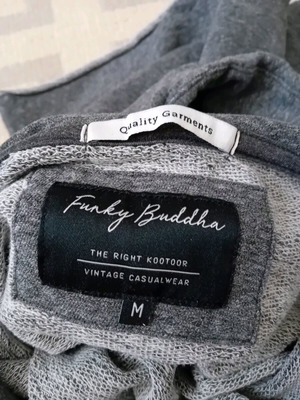 Quality Garments
Funky Buddha
THE RIGHT KOOTOOR
VINTAGE CASUALWEAR
M